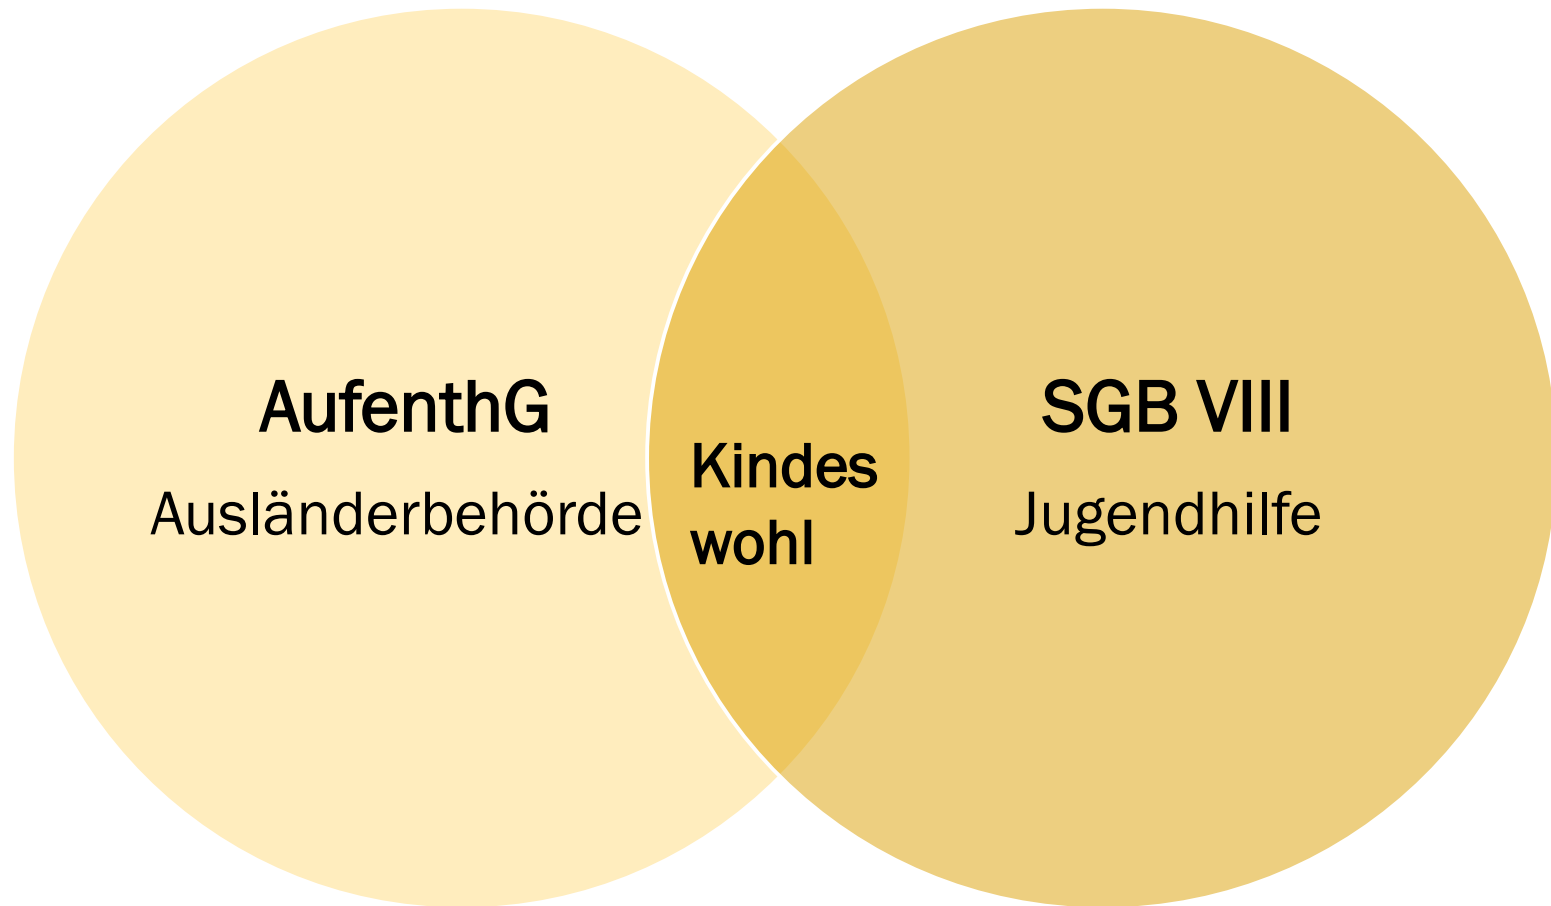 AufenthG
Ausländerbehörde
Kindes
wohl
SGB VIII
Jugendhilfe